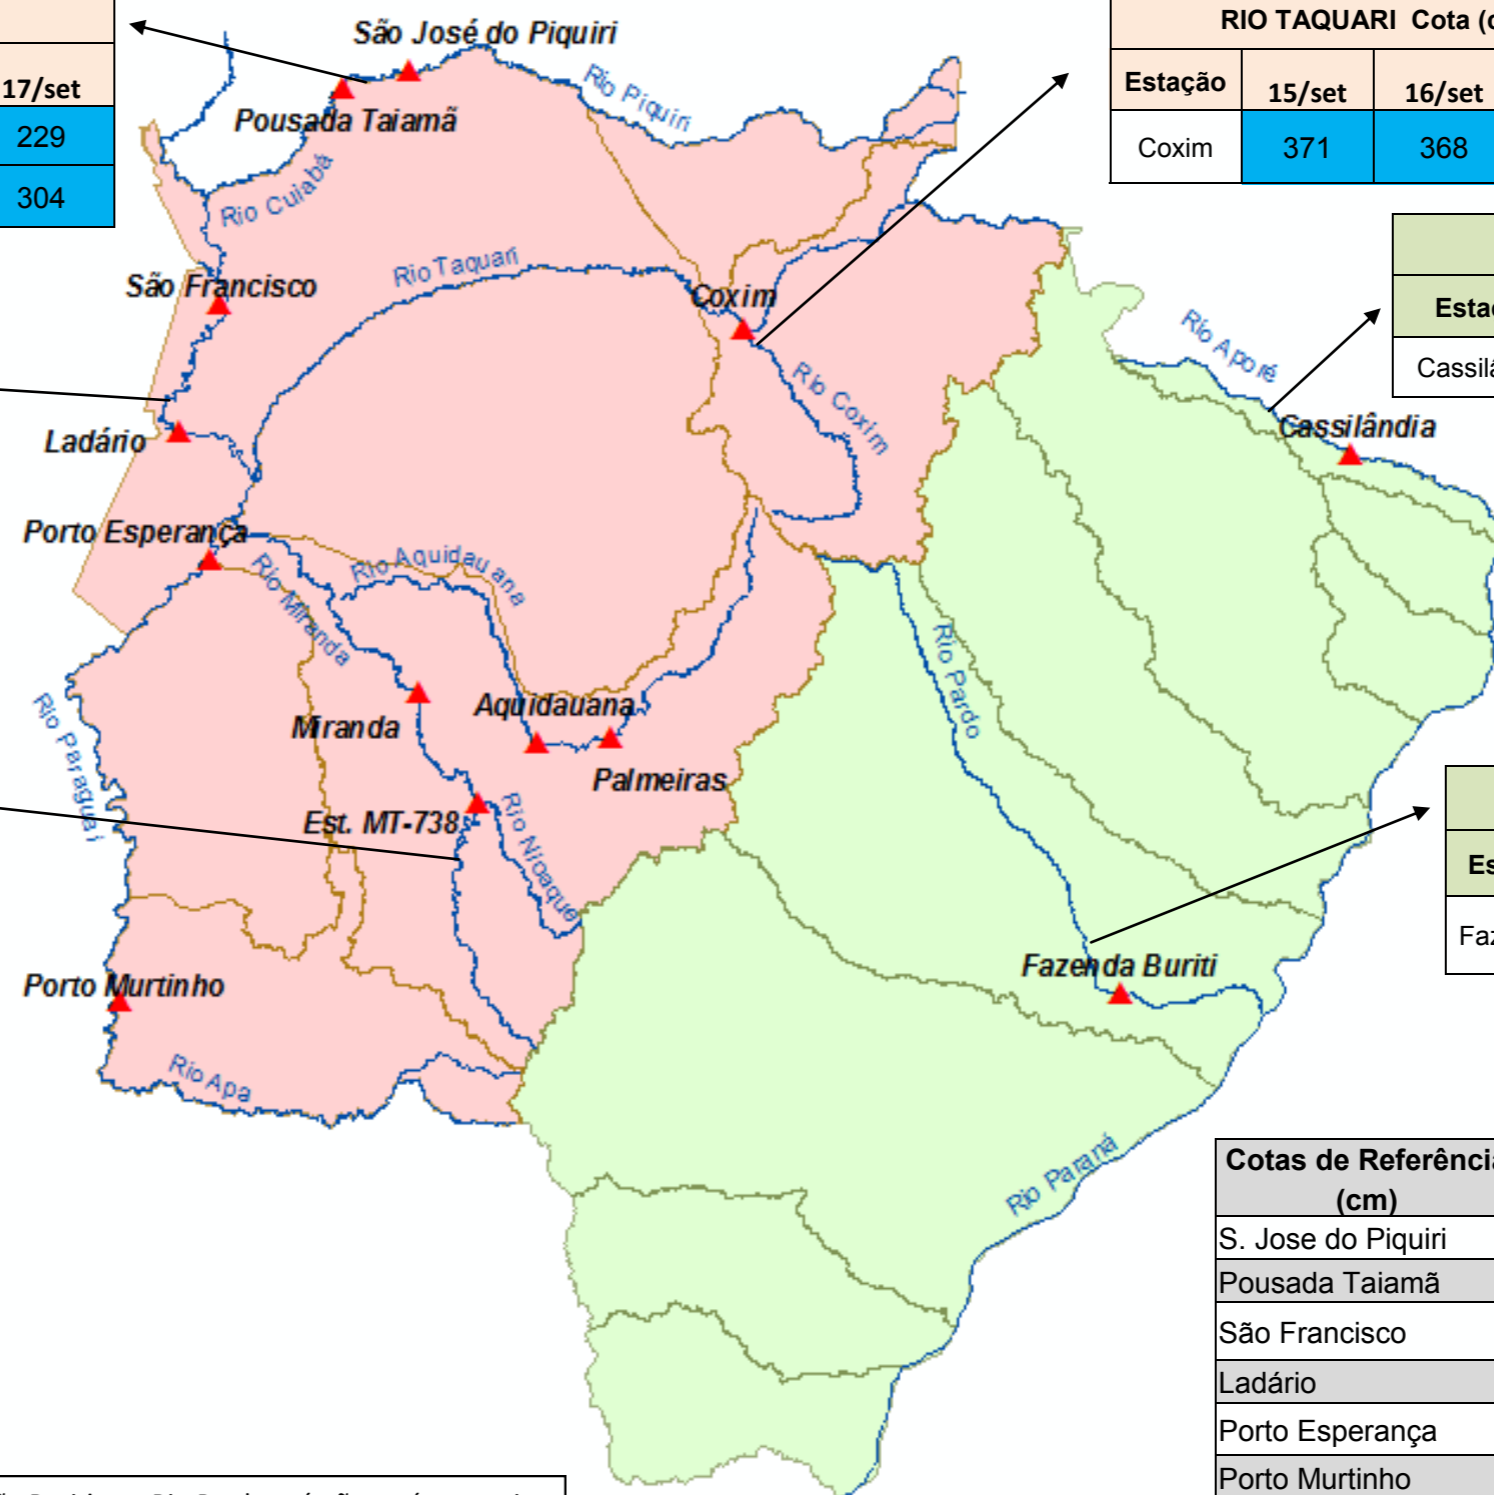 17/set
229
304
São José do Piquiri
Pousada Taiamã
Rio Piquiri
Rio Cuiabá
RIO TAQUARI Cota (c
Estação 15/set 16/set
Coxim 371 368
São Francisco
Rio Taquari
Coxim
Rio Coxim
Rio Aporé
Cassilândia
Ladário
Porto Esperança
Rio Aquidauana
Rio Miranda
Rio Pardo
Rio Paraguai
Miranda
Aquidauana
Palmeiras
Est. MT-738
Rio Nioaque
Fazenda Buriti
Porto Murtinho
Rio Apa
Rio Paraná
Cotas de Referência
(cm)
S. Jose do Piquiri
Pousada Taiamã
São Francisco
Ladário
Porto Esperança
Porto Murtinho